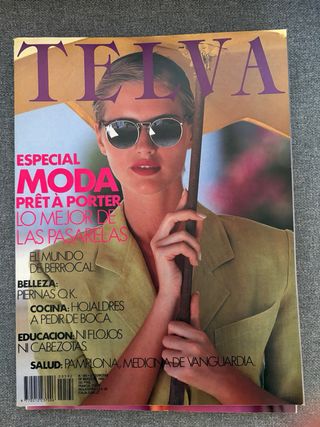 TELVA
ESPECIAL
MODA
PRÊT À PORTER
LO MEJOR DE
LAS PASARELAS
EL MUNDO
DE BERROCAL
BELLEZA:
PIERNAS O.K.
COCINA: HOJALDRES
A PEDIR DE BOCA
EDUCACION: NI FLOJOS
NI CABEZOTAS
SALUD: PAMPLONA, MEDICINA DE VANGUARDIA.